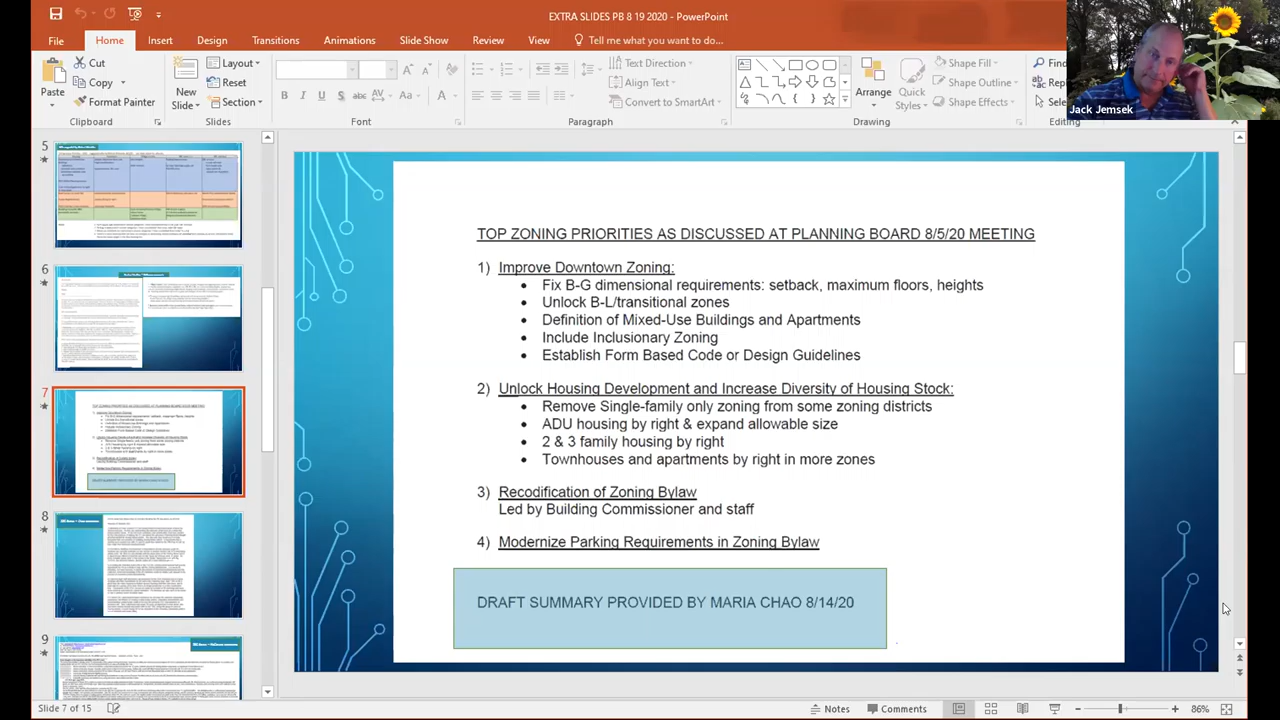 EXTRA SLIDES PB 8 19 2020 - PowerPoint
File
Home
Insert
Design
Transitions
Animations
Slide Show
Review
View
Tell me what you want to do...
Jack Jemsek
Paste
Cut
Copy
Format Painter
Clipboard
New Slide
Layout
Reset
Section
Slides
B I U S abc AV Aa A
Font
Text Direction
Align Text
Convert to SmartArt
Paragraph
Arrange
Quick Styles
Shape Fill
Shape Outline
Shape Effects
Drawing
Editing
5
6
7
8
9
TOP ZONING PRIORITIES AS DISCUSSED AT PLANNING BOARD 8/5/20 MEETING
1) Improve Downtown Zoning:
• Fix B-G dimensional requirements: setback, maximum floors, heights
• Unlock B-L/transitional zones
• Definition of Mixed-Use Buildings and Apartments
• Include Inclusionary Zoning
• Establish Form Based Code or Design Guidelines
2) Unlock Housing Development and Increase Diversity of Housing Stock:
• Remove Single-family only zoning from some zoning districts
• ADU housing by right & expand allowable size
• 2 & 3 family housing by right
• Townhouses and apartments by right in more zones
3) Recodification of Zoning Bylaw
Led by Building Commissioner and staff
4) Modernize Parking Requirements in Zoning Bylaw
DRAFT SUMMARY PROVIDED BY MARIA CHAO 8/14/20
Slide 7 of 15
Notes
Comments
86%